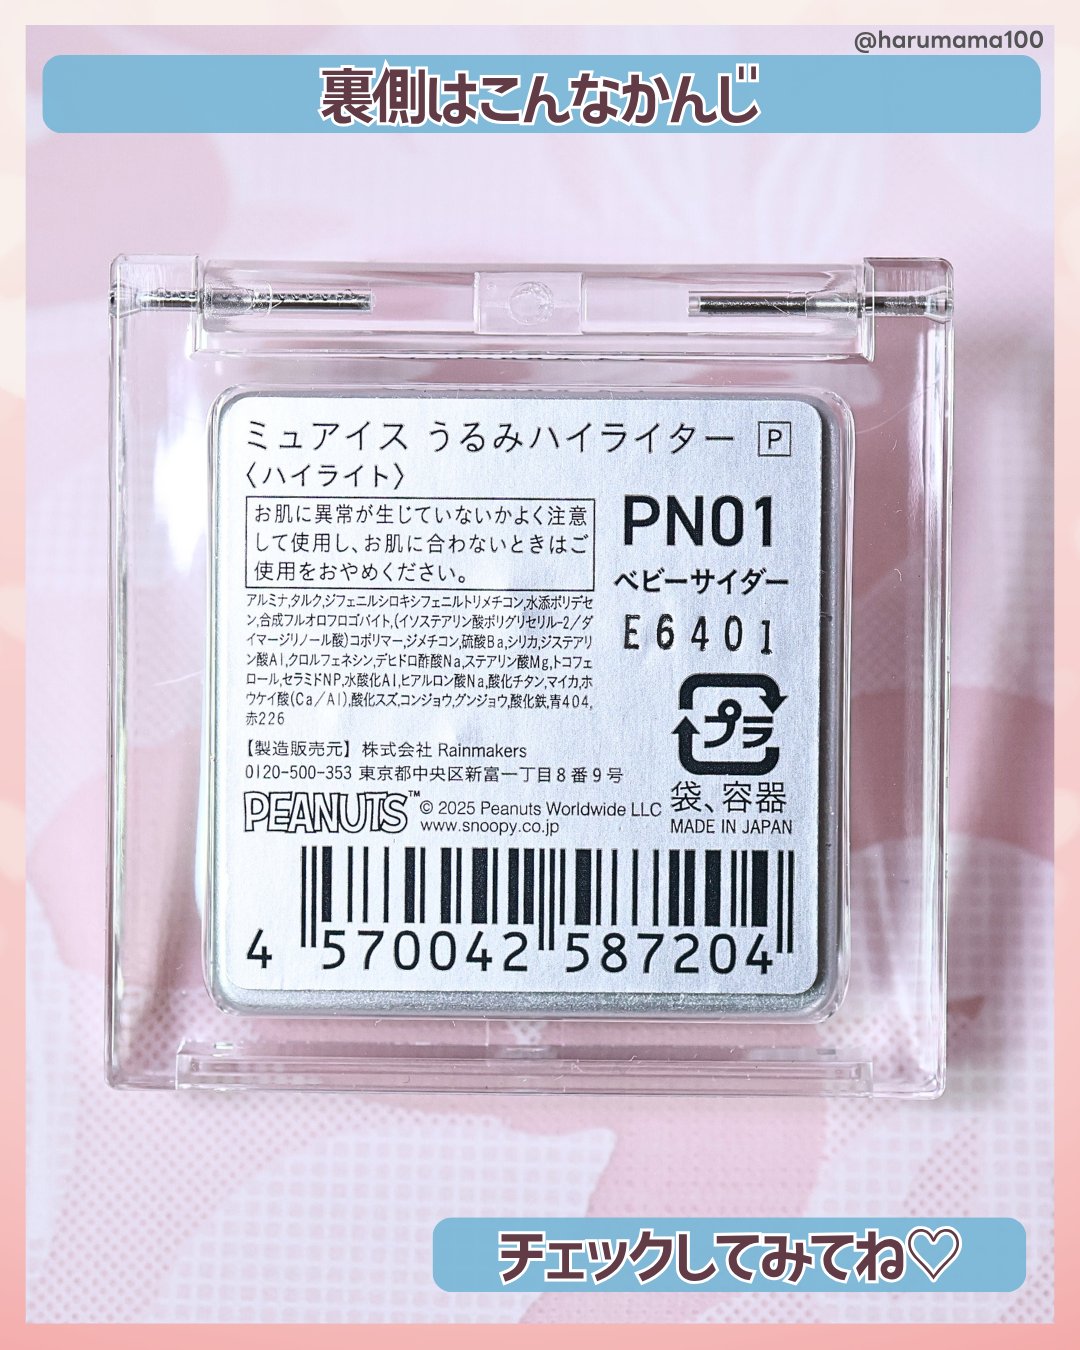 @harumama100
裏側はこんなかんじ
ミュアイス うるみハイライター P
〈ハイライト〉
お肌に異常が生じていないかよく注意
して使用し、お肌に合わないときはご
使用をおやめください。
PN01
ベビーサイダー
E6401
アルミナ,タルク,ジフェニルシロキシフェニルトリメチコン,水添ポリデセ
ン,合成フルオロフロゴパイト,(イソステアリン酸ポリグリセリル-2/ダ
イマージリノール酸)コポリマー,ジメチコン,硫酸Ba,シリカ,ジステアリ
ン酸Al,クロルフェネシン,デヒドロ酢酸Na,ステアリン酸Mg,トコフェ
ロール,セラミドNP,水酸化Al,ヒアルロン酸Na,酸化チタン,マイカ,ホ
ウケイ酸(Ca/Al),酸化スズ,コンジョウ,グンジョウ,酸化鉄,青404,
赤226
プラ
袋、容器
MADE IN JAPAN
【製造販売元】 株式会社 Rainmakers
0120-500-353 東京都中央区新富一丁目8番9号
PEANUTS™ © 2025 Peanuts Worldwide LLC
www.snoopy.co.jp
4 570042 587204
チェックしてみてね♡